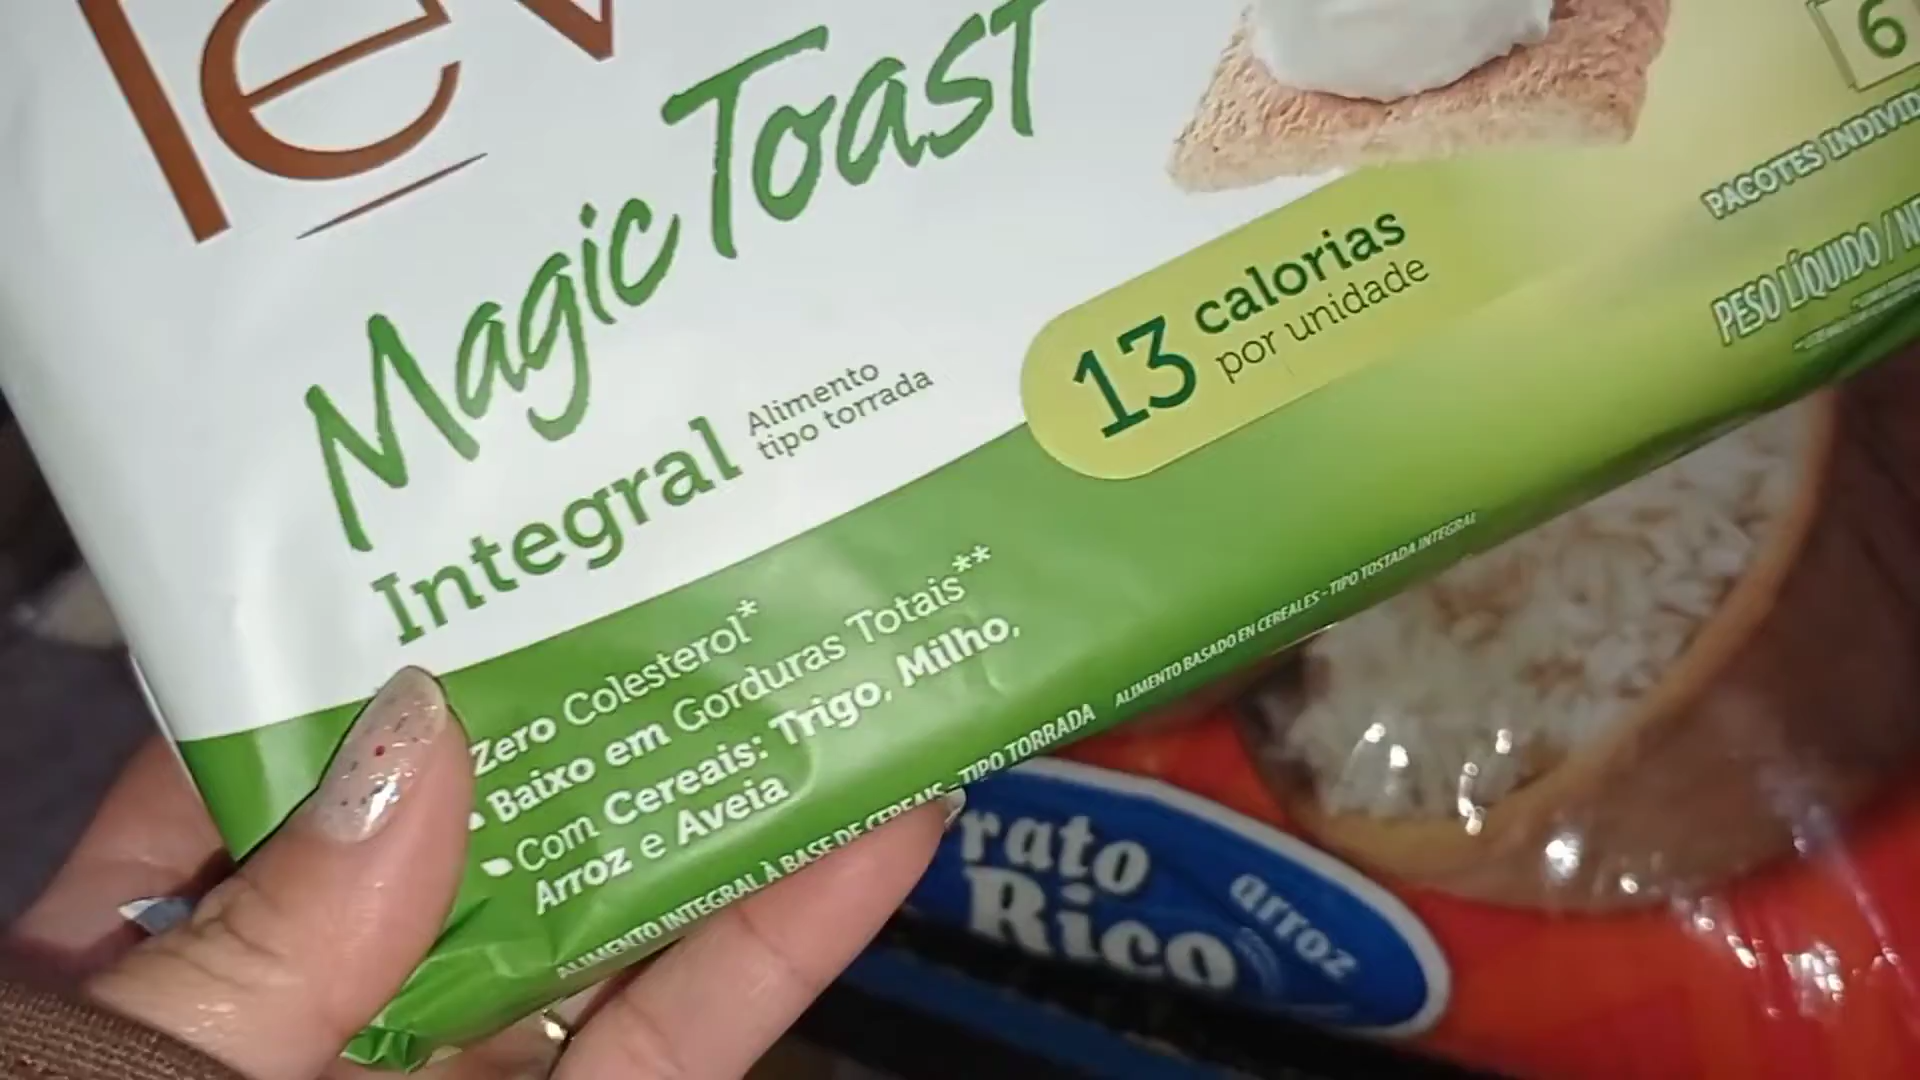 lev
Magic Toast
Integral
Alimento
tipo torrada
13 calorias
por unidade
6
PACOTES
PESO LÍQUIDO /
Zero Colesterol*
Baixo em Gorduras Totais**
Com Cereais: Trigo, Milho,
Arroz e Aveia
ALIMENTO INTEGRAL À BASE DE CEREAIS - TIPO TORRADA
ALIMENTO BASADO EN CEREALES - TIPO TOSTADA INTEGRAL
rato
Rico
arroz